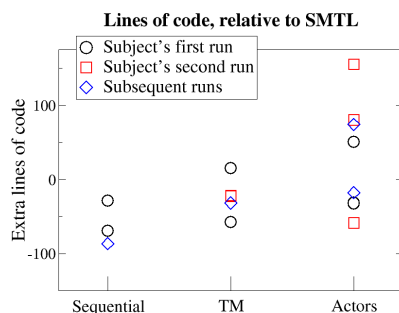 Lines of code, relative to SMTL
Subject's first run
Subject's second run
Subsequent runs
Extra lines of code
100
0
-100
Sequential
TM
Actors